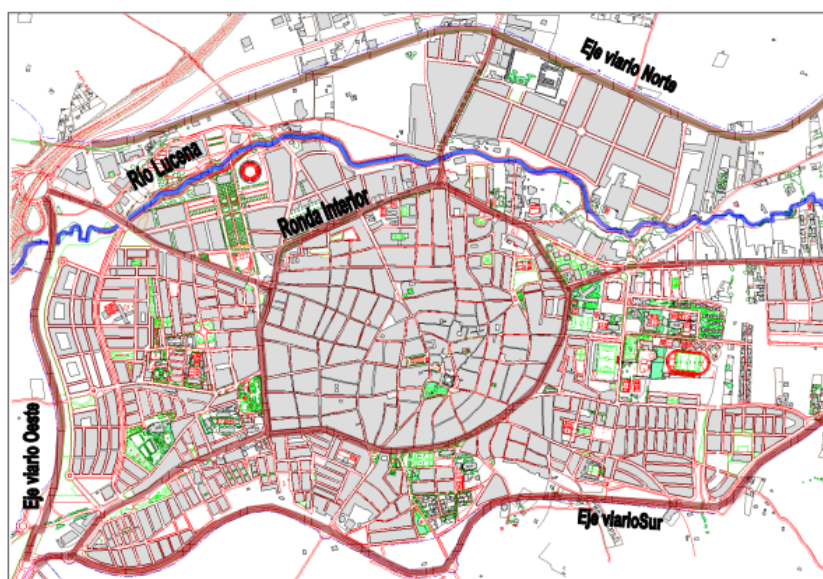 Eje viario Norte
Río Lucena
Ronda Interior
Eje viario Oeste
Eje viarioSur